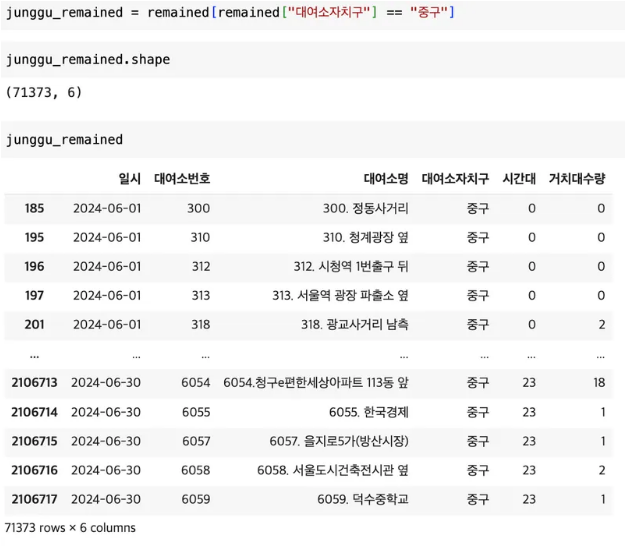 junggu_remained = remained[remained["대여소자치구"] == "중구"]
junggu_remained.shape
(71373, 6)
junggu_remained
일시 대여소번호 대여소명 대여소자치구 시간대 거치대수량
185 2024-06-01 300 300. 정동사거리 중구 0 0
195 2024-06-01 310 310. 청계광장 옆 중구 0 0
196 2024-06-01 312 312. 시청역 1번출구 뒤 중구 0 0
197 2024-06-01 313 313. 서울역 광장 파출소 옆 중구 0 0
201 2024-06-01 318 318. 광교사거리 남측 중구 0 2
... ... ... ... ... ... ...
2106713 2024-06-30 6054 6054.청구e편한세상아파트 113동 앞 중구 23 18
2106714 2024-06-30 6055 6055. 한국경제 중구 23 1
2106715 2024-06-30 6057 6057. 을지로5가(방산시장) 중구 23 1
2106716 2024-06-30 6058 6058. 서울도시건축전시관 옆 중구 23 2
2106717 2024-06-30 6059 6059. 덕수중학교 중구 23 1
71373 rows × 6 columns